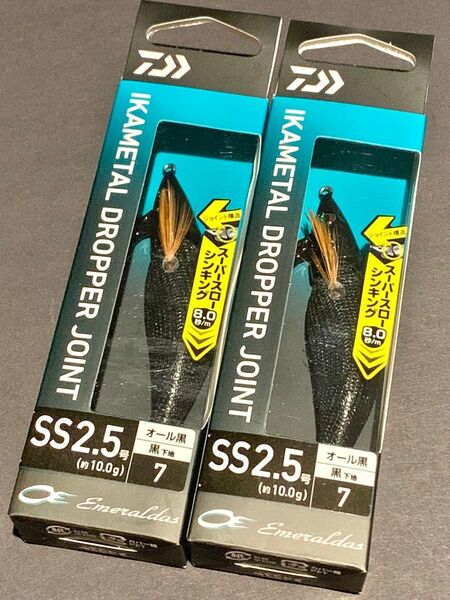 DAIWA
IKAMETAL DROPPER JOINT
ジョイント構造
スーパースロー
シンキング
8.0
秒/m
SS2.5号
(約10.0g)
オール黒
黒 下地
7
Emeraldas
DAIWA
IKAMETAL DROPPER JOINT
ジョイント構造
スーパースロー
シンキング
8.0
秒/m
SS2.5号
(約10.0g)
オール黒
黒 下地
7
Emeraldas